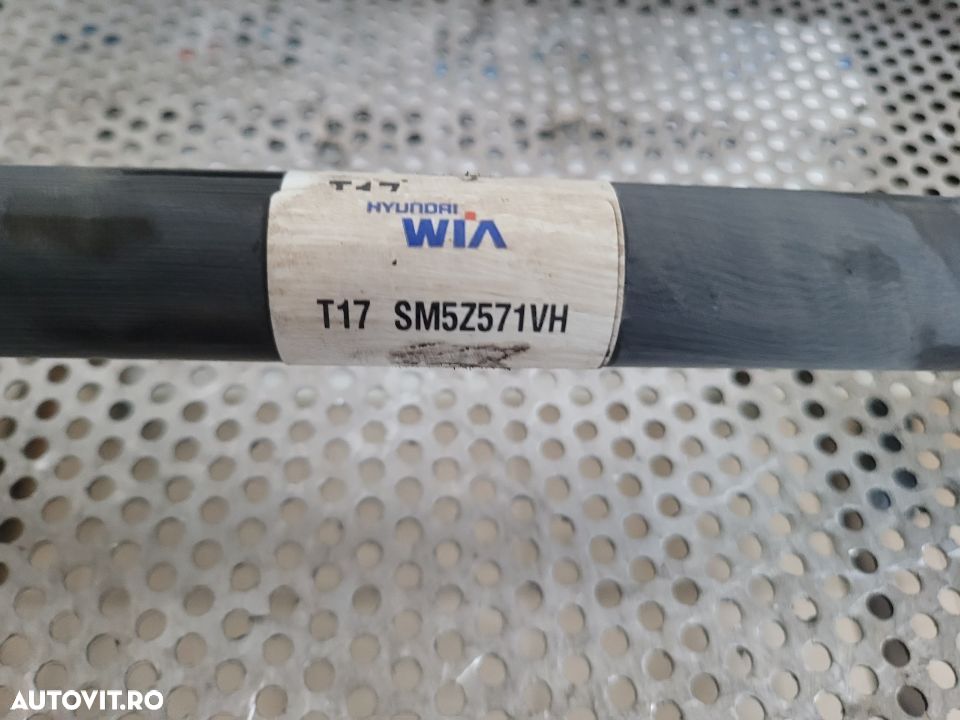 T17
HYUNDAI
WIA
T17 SM5Z571VH
AUTOVIT.RO